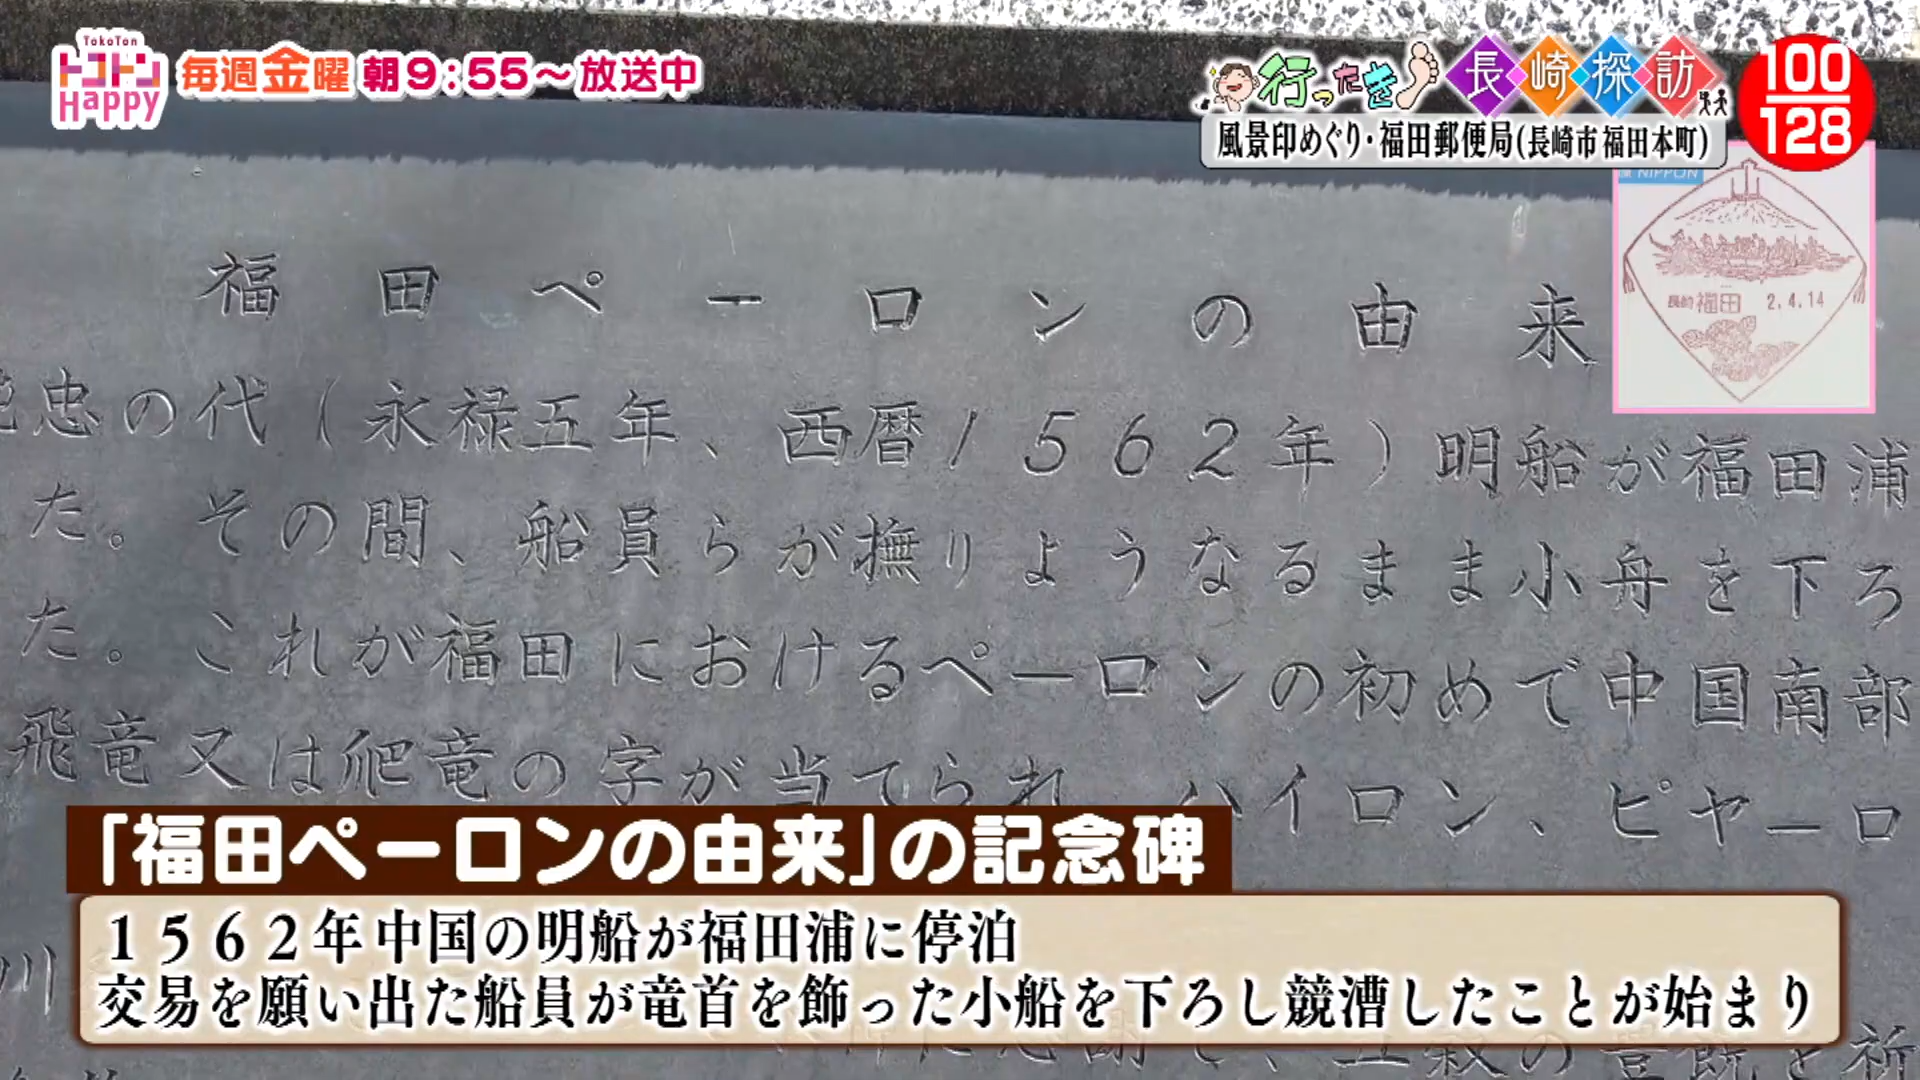 TokoTon
トコトン
Happy
毎週金曜 朝9:55～放送中
行ったき
長崎探訪
風景印めぐり・福田郵便局(長崎市福田本町)
100
128
NIPPON
長崎 福田 2.4.14
福田ペーロンの由来
忠の代(永禄五年、西暦1562年)明船が福田浦
た。その間、船員らが撫りようなるまま小舟を下ろ
た。これが福田におけるペーロンの初めで中国南部
飛竜又は爬竜の字が当てられ ハイロン、ピヤーロ
「福田ペーロンの由来」の記念碑
1562年中国の明船が福田浦に停泊
交易を願い出た船員が竜首を飾った小船を下ろし競漕したことが始まり
川